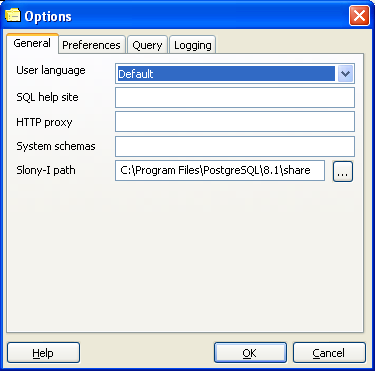 Options
General Preferences Query Logging
User language Default
SQL help site
HTTP proxy
System schemas
Slony-I path C:\Program Files\PostgreSQL\8.1\share ...
Help OK Cancel